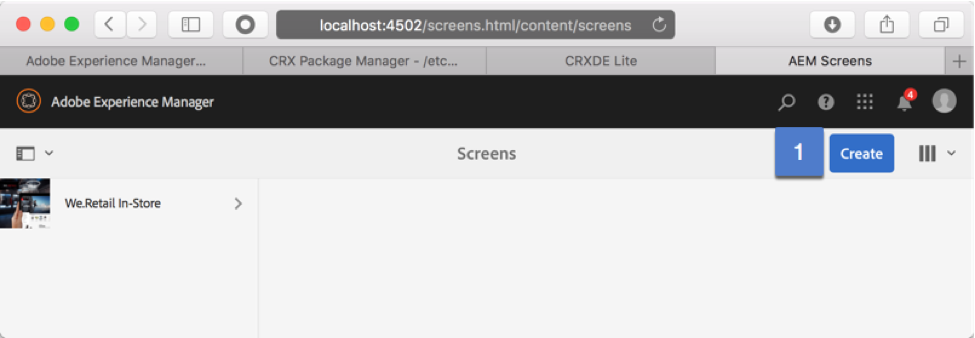 localhost:4502/screens.html/content/screens
Adobe Experience Manager...
CRX Package Manager - /etc...
CRXDE Lite
AEM Screens
Adobe Experience Manager
4
Screens
1
Create
We.Retail In-Store